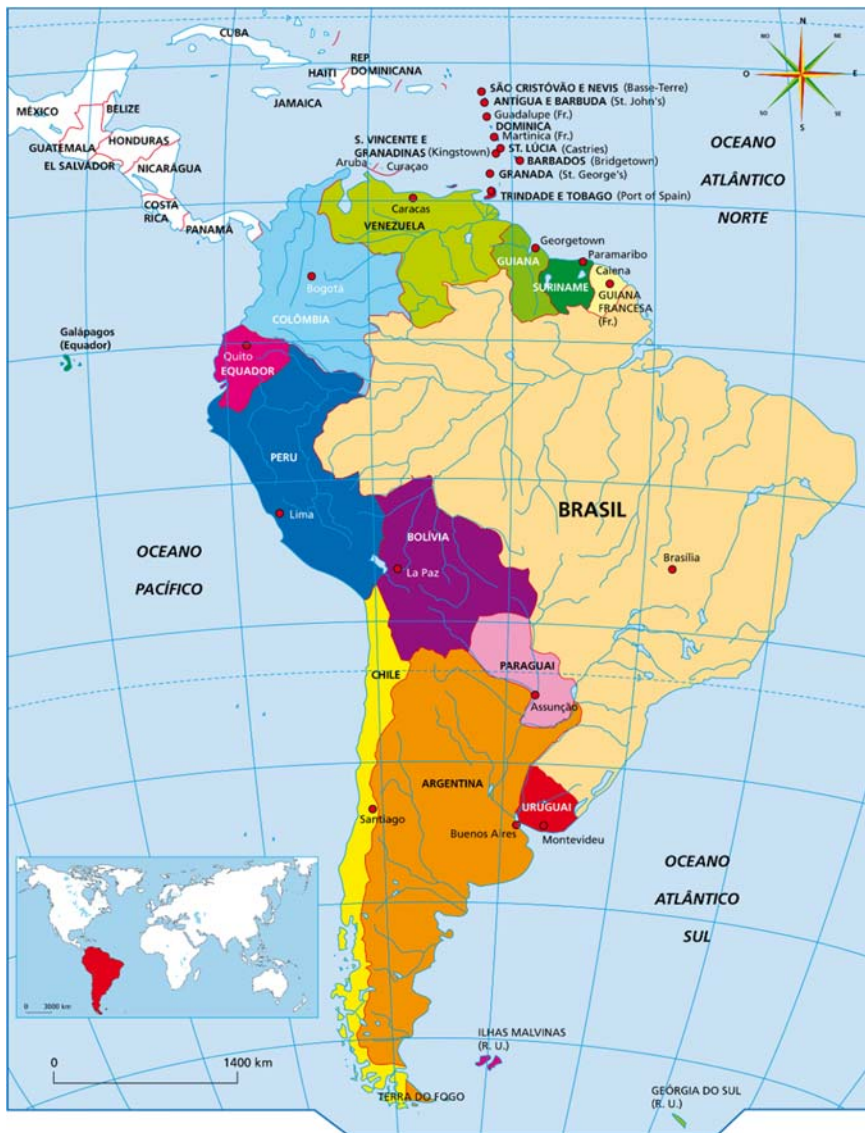 CUBA
REP
DOMINICANA
HAITI
JAMAICA
MÉXICO
BELIZE
GUATEMALA
HONDURAS
EL SALVADOR
NICARÁGUA
COSTA
RICA
PANAMÁ
N
NO
NE
O
E
SO
SE
S
SÃO CRISTÓVÃO E NEVIS (Basse-Terre)
ANTÍGUA E BARBUDA (St. John's)
Guadalupe (Fr.)
DOMINICA
Martinica (Fr.)
ST. LÚCIA (Castries)
BARBADOS (Bridgetown)
S. VINCENTE E
GRANADINAS (Kingstown)
GRANADA (St. George's)
TRINDADE E TOBAGO (Port of Spain)
Aruba
Curaçao
OCEANO
ATLÂNTICO
NORTE
Caracas
VENEZUELA
Georgetown
GUIANA
Paramaribo
SURINAME
Caiena
GUIANA
FRANCESA
(Fr.)
Bogotá
COLÔMBIA
Galápagos
(Equador)
Quito
EQUADOR
PERU
Lima
BRASIL
Brasília
BOLÍVIA
La Paz
OCEANO
PACÍFICO
PARAGUAI
Assunção
CHILE
ARGENTINA
Santiago
Buenos Aires
URUGUAI
Montevideu
OCEANO
ATLÂNTICO
SUL
0 3000 km
0 1400 km
ILHAS MALVINAS
(R. U.)
TERRA DO FOGO
GEÓRGIA DO SUL
(R. U.)